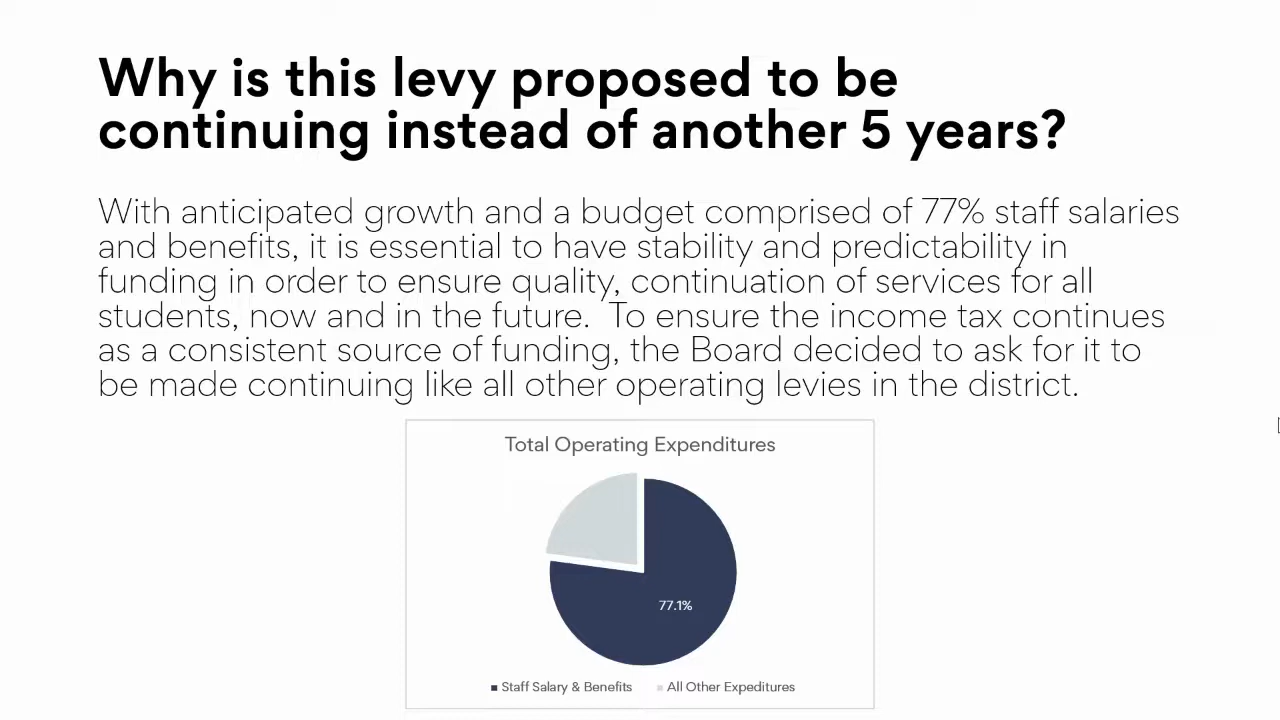 Why is this levy proposed to be
continuing instead of another 5 years?
With anticipated growth and a budget comprised of 77% staff salaries
and benefits, it is essential to have stability and predictability in
funding in order to ensure quality, continuation of services for all
students, now and in the future.  To ensure the income tax continues
as a consistent source of funding, the Board decided to ask for it to
be made continuing like all other operating levies in the district.
Total Operating Expenditures
77.1%
Staff Salary & Benefits
All Other Expeditures